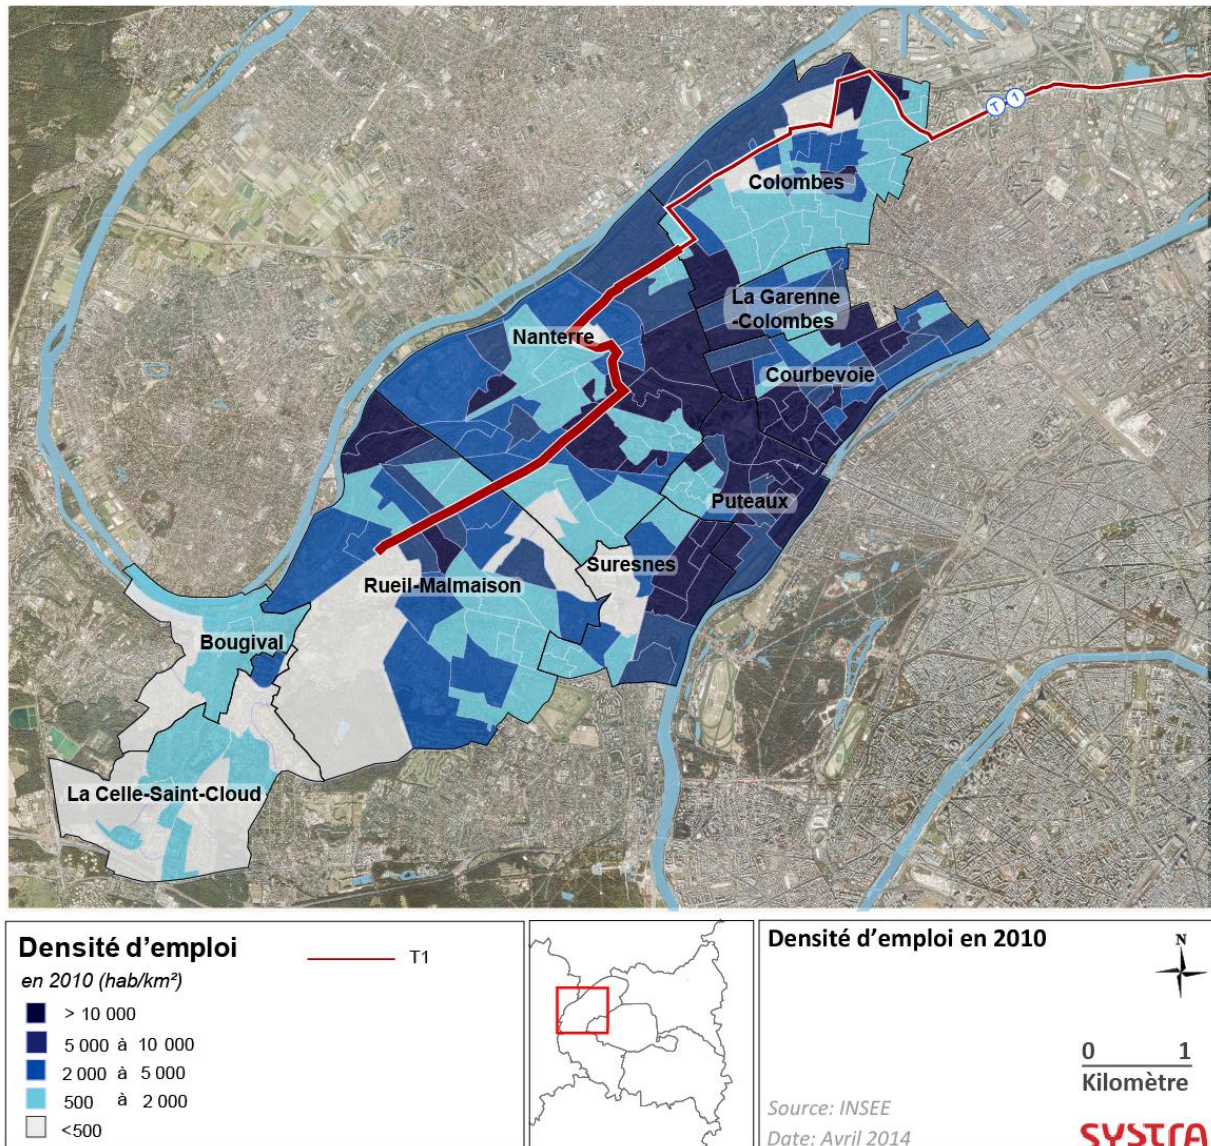 T 1
Colombes
La Garenne
-Colombes
Nanterre
Courbevoie
Puteaux
Suresnes
Rueil-Malmaison
Bougival
La Celle-Saint-Cloud
Densité d'emploi
en 2010 (hab/km²)
> 10 000
5 000 à 10 000
2 000 à 5 000
500 à 2 000
<500
T1
Densité d'emploi en 2010
N
0 1
Kilomètre
Source: INSEE
Date: Avril 2014
SYSTRA